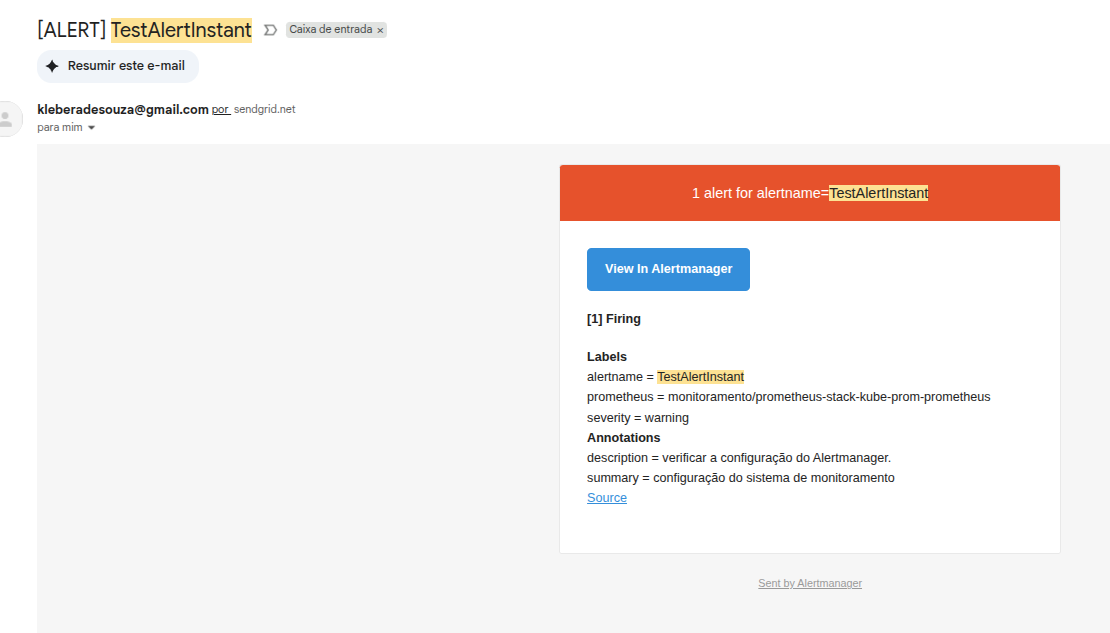 [ALERT] TestAlertInstant Caixa de entrada ×
Resumir este e-mail
kleberadesouza@gmail.com por sendgrid.net
para mim
1 alert for alertname=TestAlertInstant
View In Alertmanager
[1] Firing
Labels
alertname = TestAlertInstant
prometheus = monitoramento/prometheus-stack-kube-prom-prometheus
severity = warning
Annotations
description = verificar a configuração do Alertmanager.
summary = configuração do sistema de monitoramento
Source
Sent by Alertmanager